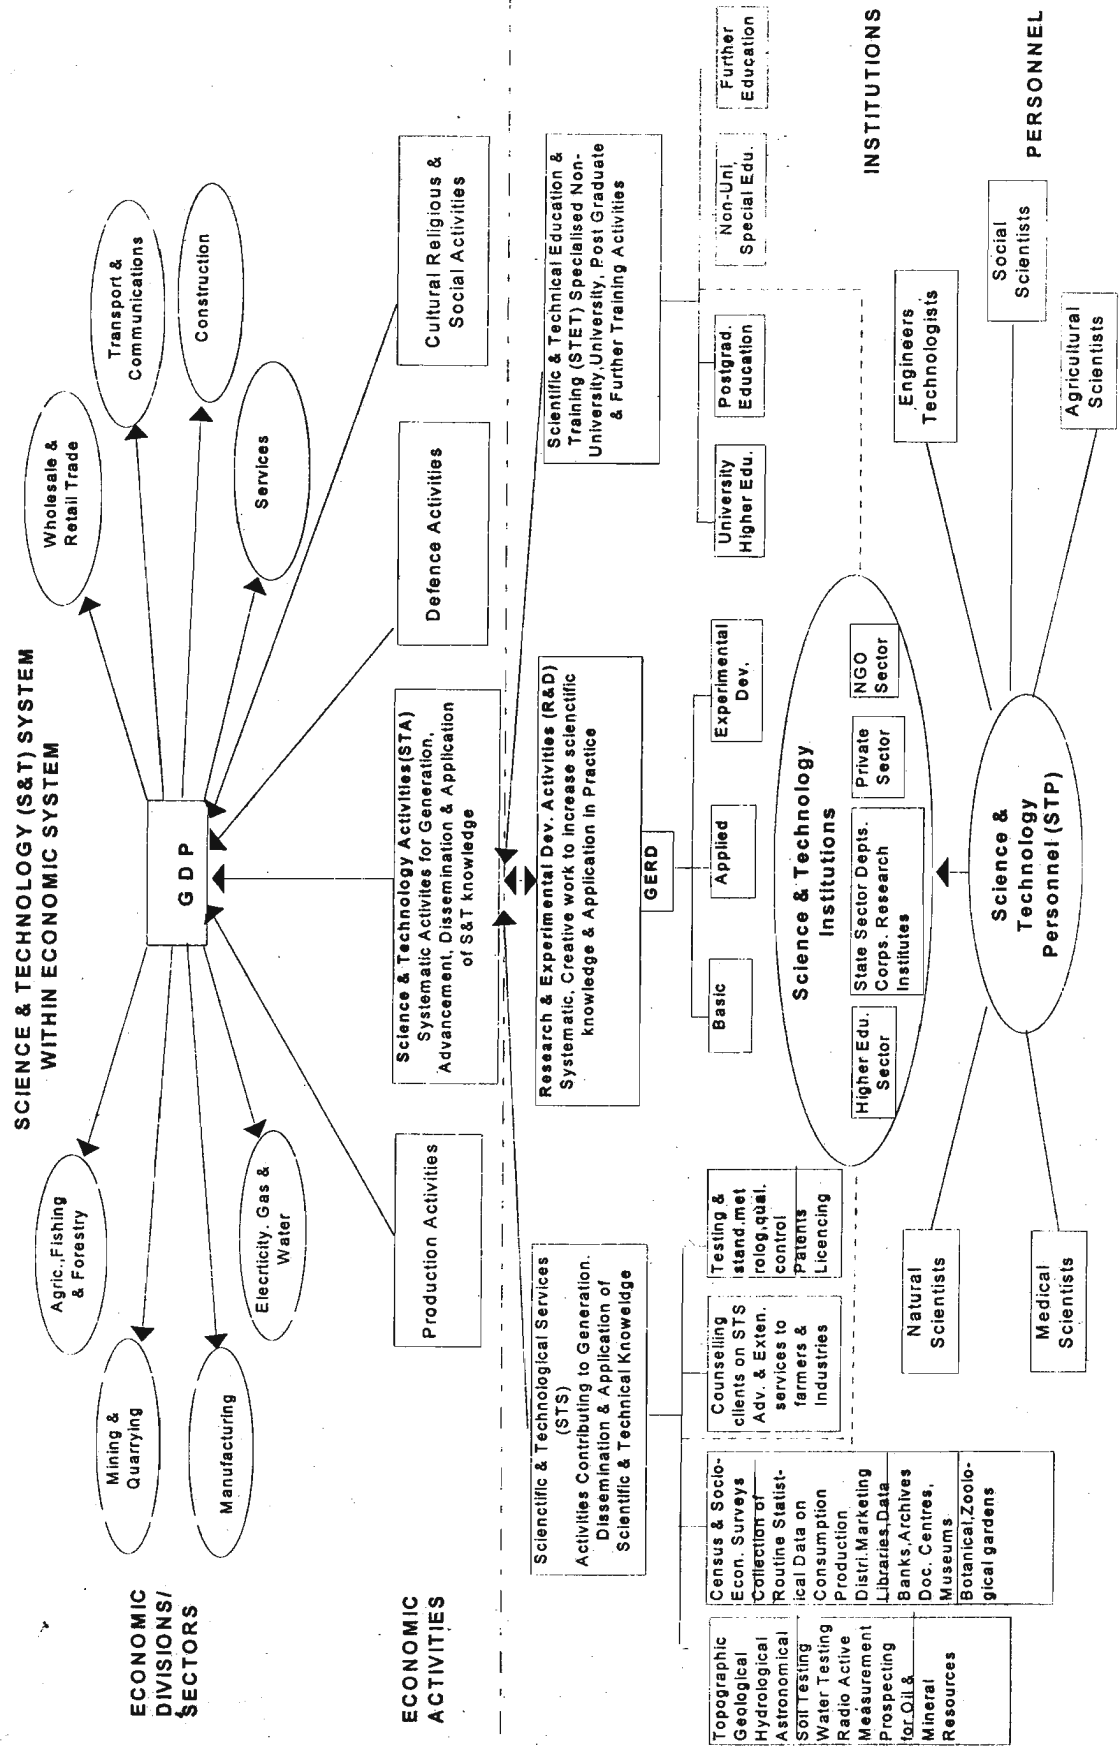 SCIENCE & TECHNOLOGY (S&T) SYSTEM
WITHIN ECONOMIC SYSTEM
ECONOMIC
DIVISIONS/
SECTORS
Mining &
Quarrying
Manufacturing
Agric.,Fishing
& Forestry
Elecrticity. Gas &
Water
G D P
Wholesale &
Retail Trade
Transport &
Communications
Construction
Services
ECONOMIC
ACTIVITIES
Production Activities
Science & Technology Activities(STA)
Systematic Activites for Generation,
Advancement, Dissemination & Application
of S&T knowledge
Defence Activities
Cultural Religious &
Social Activities
Scienctific & Technological Services
(STS)
Activities Contributing to Generation.
Dissemination & Application of
Scientific & Technical Knoweldge
Research & Experimental Dev. Activities (R&D)
Systematic, Creative work to Increase scienctific
knowledge & Application in Practice
GERD
Scientific & Technical Education &
Training (STET) Specialised Non-
University,University,Post Graduate
& Further Training Activities
Topographic
Geological
Hydrological
Astronomical
Soil Testing
Water Testing
Radio Active
Measurement
Prospecting
for Oil &
Mineral
Resources
Census & Socio-
Econ. Surveys
Collection of
Routine Statist-
ical Data on
Consumption
Production
Distri.Marketing
Libraries,Data
Banks,Archives
Doc. Centres,
Museums
Botanical,Zoolo-
gical gardens
Counselling
clients on STS
Adv. & Exten.
services to
farmers &
Industries
Testing &
stand.met
rolog,qual.
control
Patents
Licencing
Basic
Applied
Experimental
Dev.
University
Higher Edu.
Postgrad.
Education
Non-Uni
Special Edu.
Further
Education
INSTITUTIONS
Science & Technology
Institutions
Higher Edu.
Sector
State Sector Depts.
Corps. Research
Institutes
Private
Sector
NGO
Sector
PERSONNEL
Science &
Technology
Personnel (STP)
Natural
Scientists
Medical
Scientists
Engineers
Technologists
Social
Scientists
Agricultural
Scientists